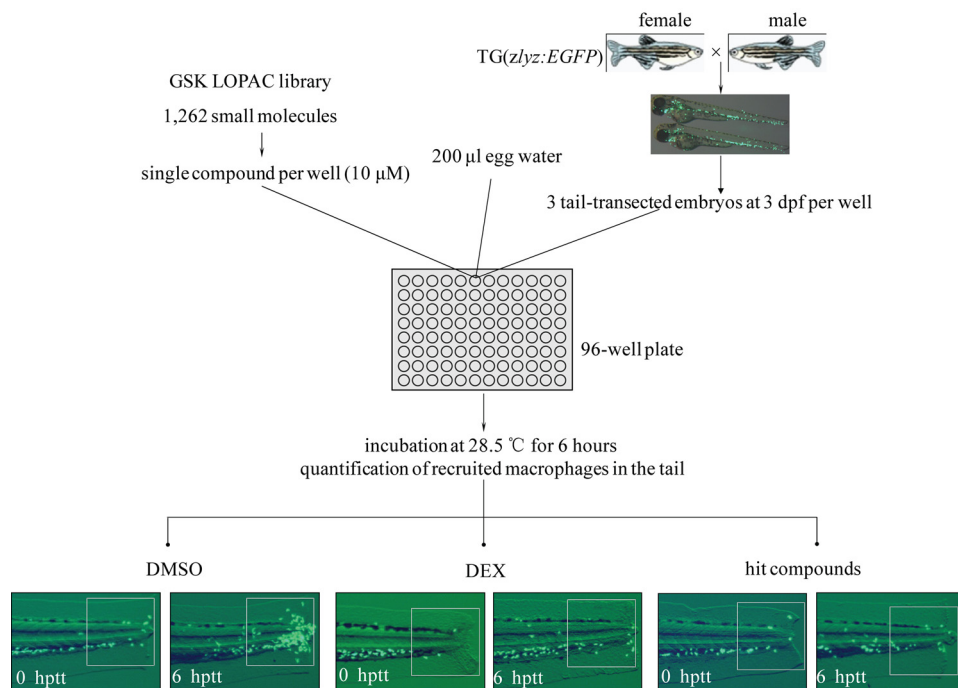 female
male
TG(zlyz:EGFP)
×
GSK LOPAC library
1,262 small molecules
single compound per well (10 μM)
200 μl egg water
3 tail-transected embryos at 3 dpf per well
96-well plate
incubation at 28.5 ℃ for 6 hours
quantification of recruited macrophages in the tail
DMSO
DEX
hit compounds
0 hptt
6 hptt
0 hptt
6 hptt
0 hptt
6 hptt